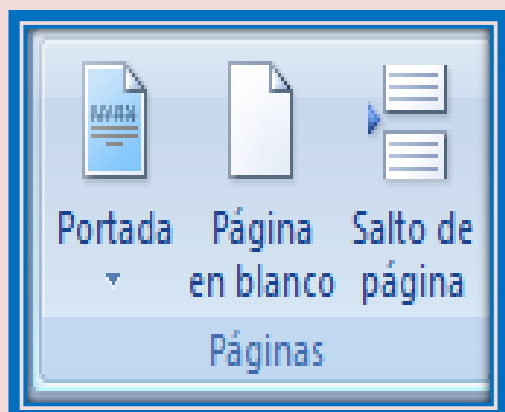 Portada
Página
en blanco
Salto de
página
Páginas